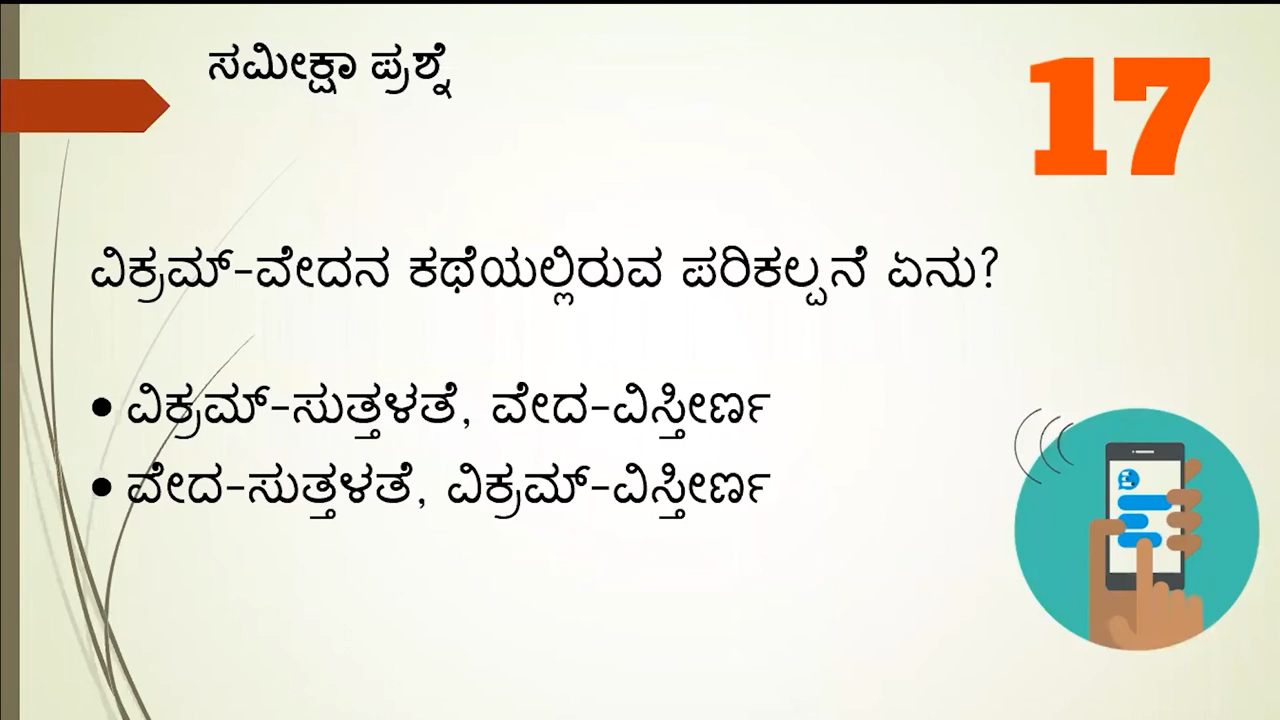 ಸಮೀಕ್ಷಾ ಪ್ರಶ್ನೆ
17
ವಿಕ್ರಮ್-ವೇದನ ಕಥೆಯಲ್ಲಿರುವ ಪರಿಕಲ್ಪನೆ ಏನು?
• ವಿಕ್ರಮ್-ಸುತ್ತಳತೆ, ವೇದ-ವಿಸ್ತೀರ್ಣ
• ವೇದ-ಸುತ್ತಳತೆ, ವಿಕ್ರಮ್-ವಿಸ್ತೀರ್ಣ